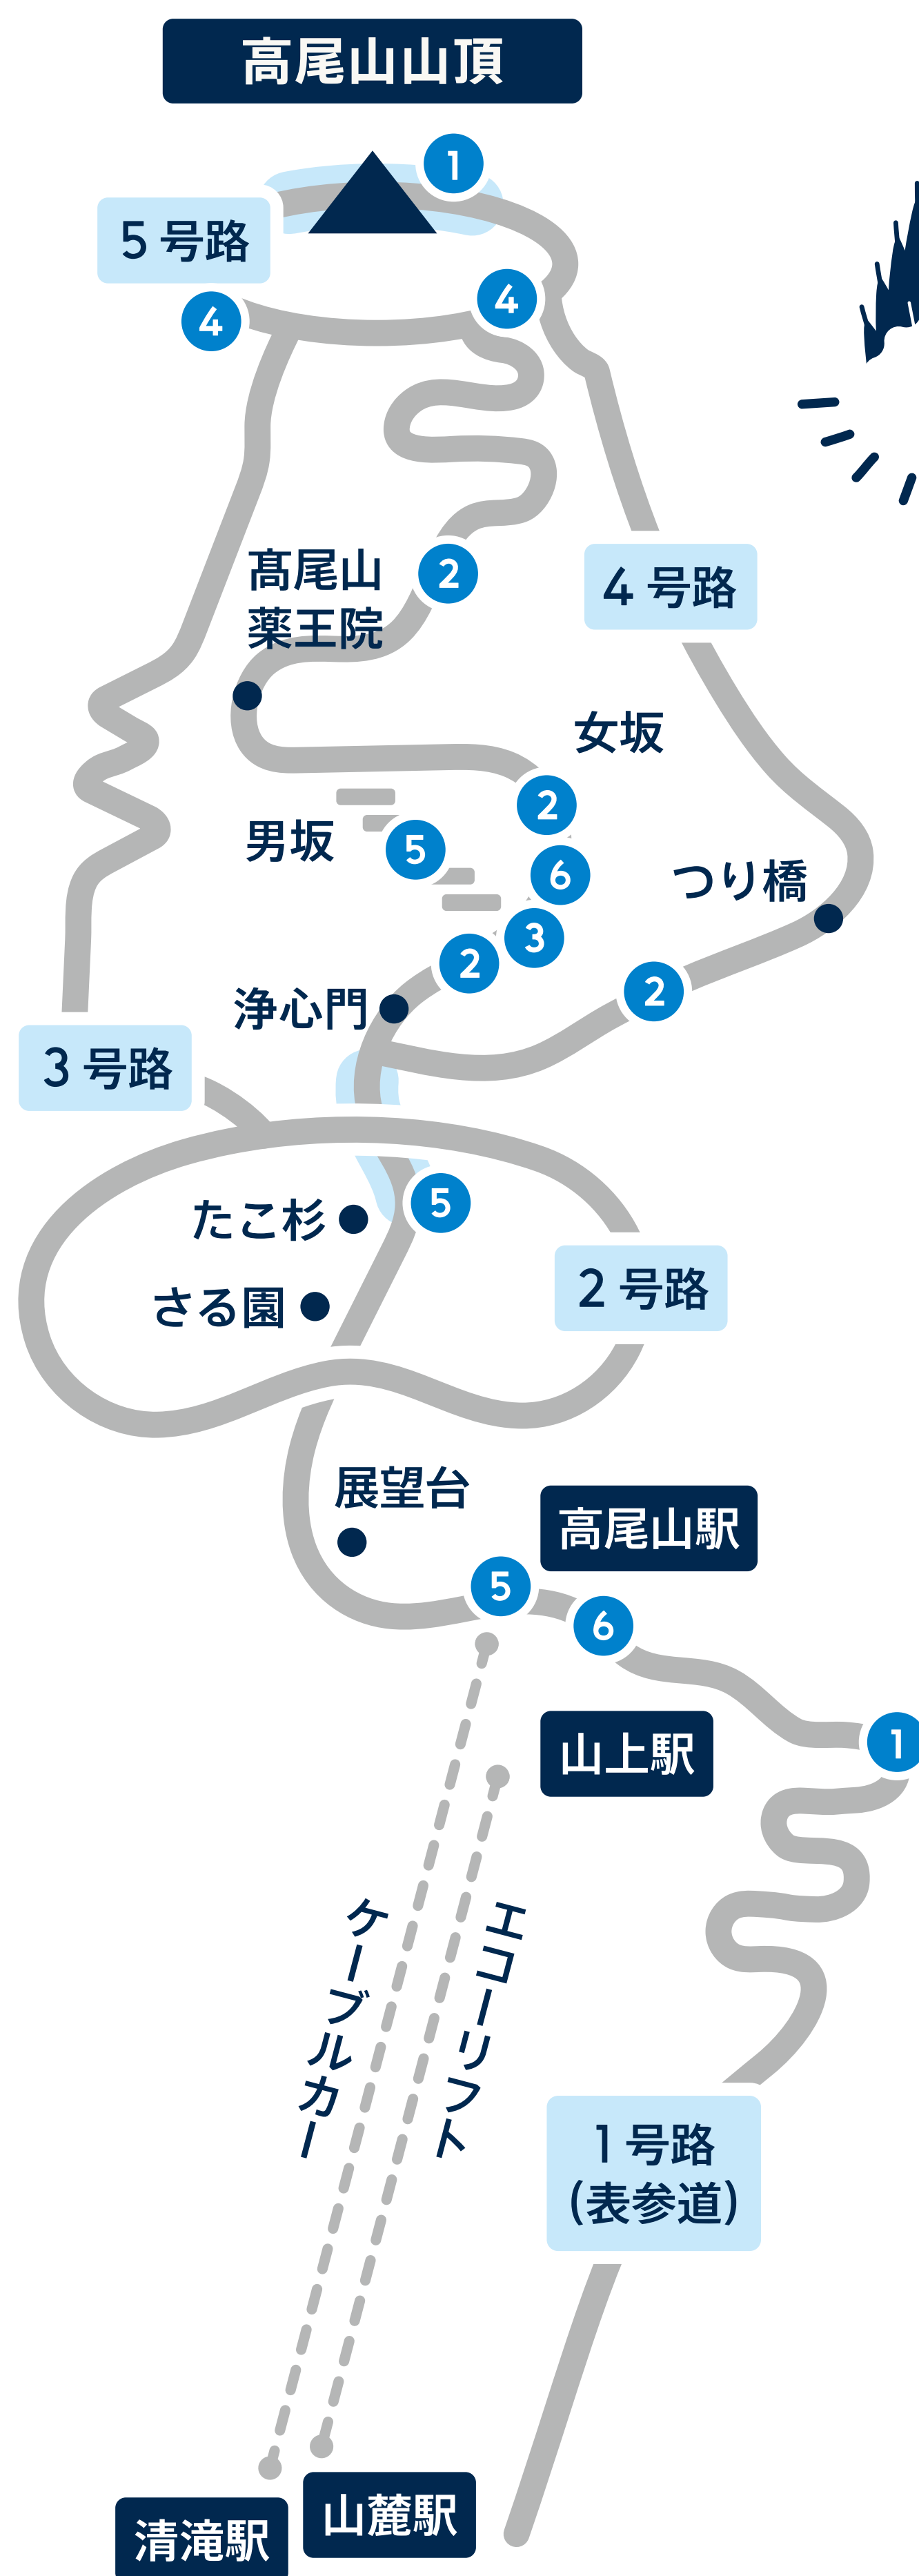 高尾山山頂
1
5 号路
4
4
髙尾山
薬王院
2
4 号路
女坂
2
男坂
5
6
つり橋
3
2
2
浄心門
3 号路
たこ杉
5
2 号路
さる園
展望台
高尾山駅
5
6
山上駅
1
ケーブルカー
エコーリフト
1 号路
(表参道)
山麓駅
清滝駅